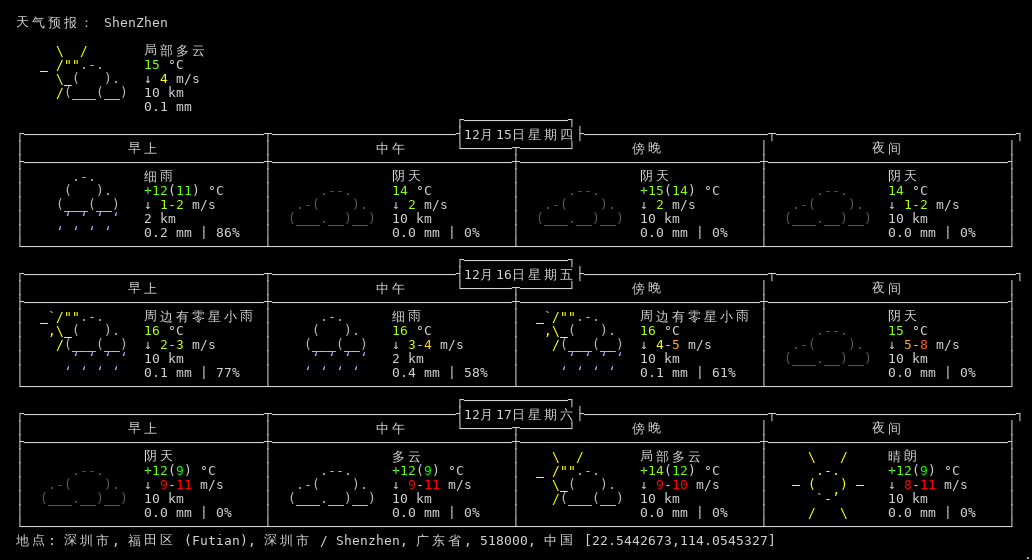 天气预报： ShenZhen
局部多云
15 °C
↓ 4 m/s
10 km
0.1 mm
12月15日星期四
早上 中午 傍晚 夜间
细雨 阴天 阴天 阴天
+12(11) °C 14 °C +15(14) °C 14 °C
↓ 1-2 m/s ↓ 2 m/s ↓ 2 m/s ↓ 1-2 m/s
2 km 10 km 10 km 10 km
0.2 mm | 86% 0.0 mm | 0% 0.0 mm | 0% 0.0 mm | 0%
12月16日星期五
早上 中午 傍晚 夜间
周边有零星小雨 细雨 周边有零星小雨 阴天
16 °C 16 °C 16 °C 15 °C
↓ 2-3 m/s ↓ 3-4 m/s ↓ 4-5 m/s ↓ 5-8 m/s
10 km 2 km 10 km 10 km
0.1 mm | 77% 0.4 mm | 58% 0.1 mm | 61% 0.0 mm | 0%
12月17日星期六
早上 中午 傍晚 夜间
阴天 多云 局部多云 晴朗
+12(9) °C +12(9) °C +14(12) °C +12(9) °C
↓ 9-11 m/s ↓ 9-11 m/s ↓ 9-10 m/s ↓ 8-11 m/s
10 km 10 km 10 km 10 km
0.0 mm | 0% 0.0 mm | 0% 0.0 mm | 0% 0.0 mm | 0%
地点: 深圳市, 福田区 (Futian), 深圳市 / Shenzhen, 广东省, 518000, 中国 [22.5442673,114.0545327]